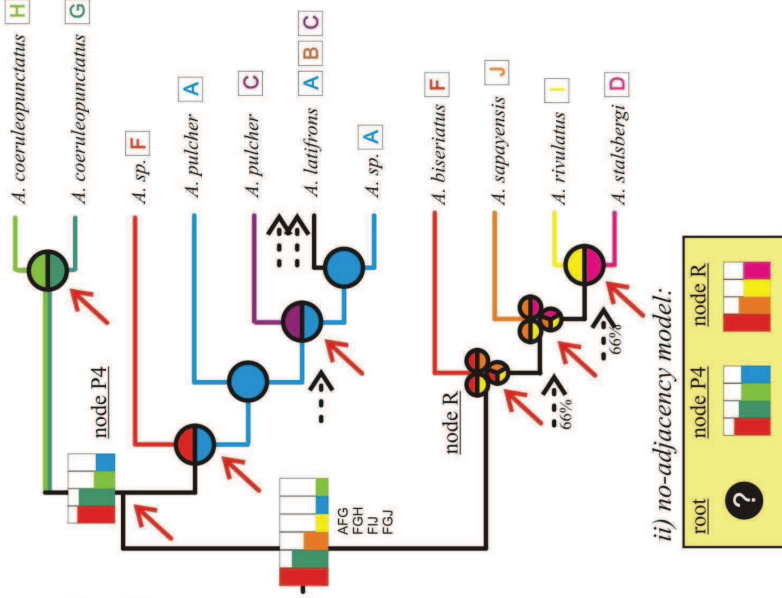 A. coeruleopunctatus H
A. coeruleopunctatus G
A. sp. F
A. pulcher A
A. pulcher C
A. latifrons A B C
A. sp. A
A. biseriatus F
A. sapayensis J
A. rivulatus I
A. stalsbergi D
node P4
AFG
FGH
FIJ
FGJ
node R
66%
66%
ii) no-adjacency model:
root node P4 node R
?